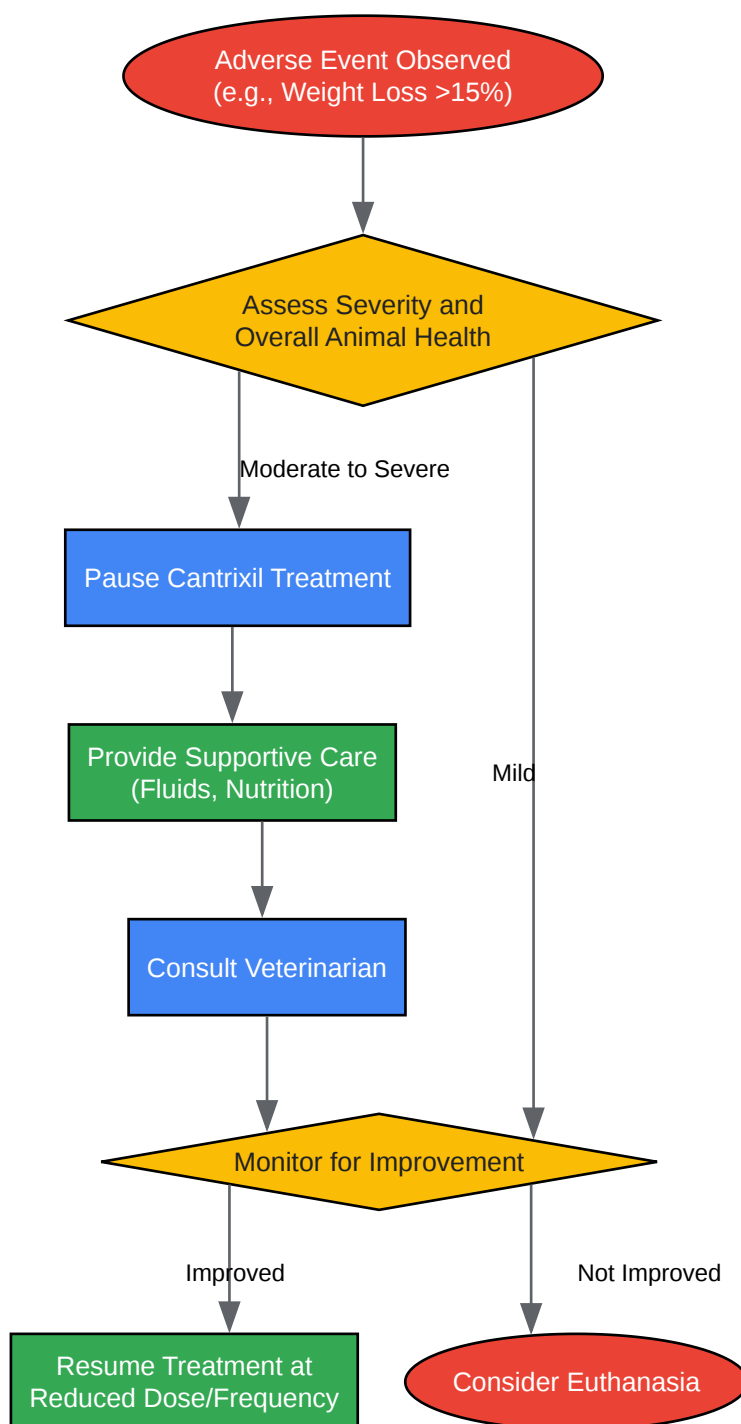 Adverse Event Observed
(e.g., Weight Loss >15%)
Assess Severity and
Overall Animal Health
Moderate to Severe
Pause Cantrixil Treatment
Provide Supportive Care
(Fluids, Nutrition)
Mild
Consult Veterinarian
Monitor for Improvement
Improved
Not Improved
Resume Treatment at
Reduced Dose/Frequency
Consider Euthanasia